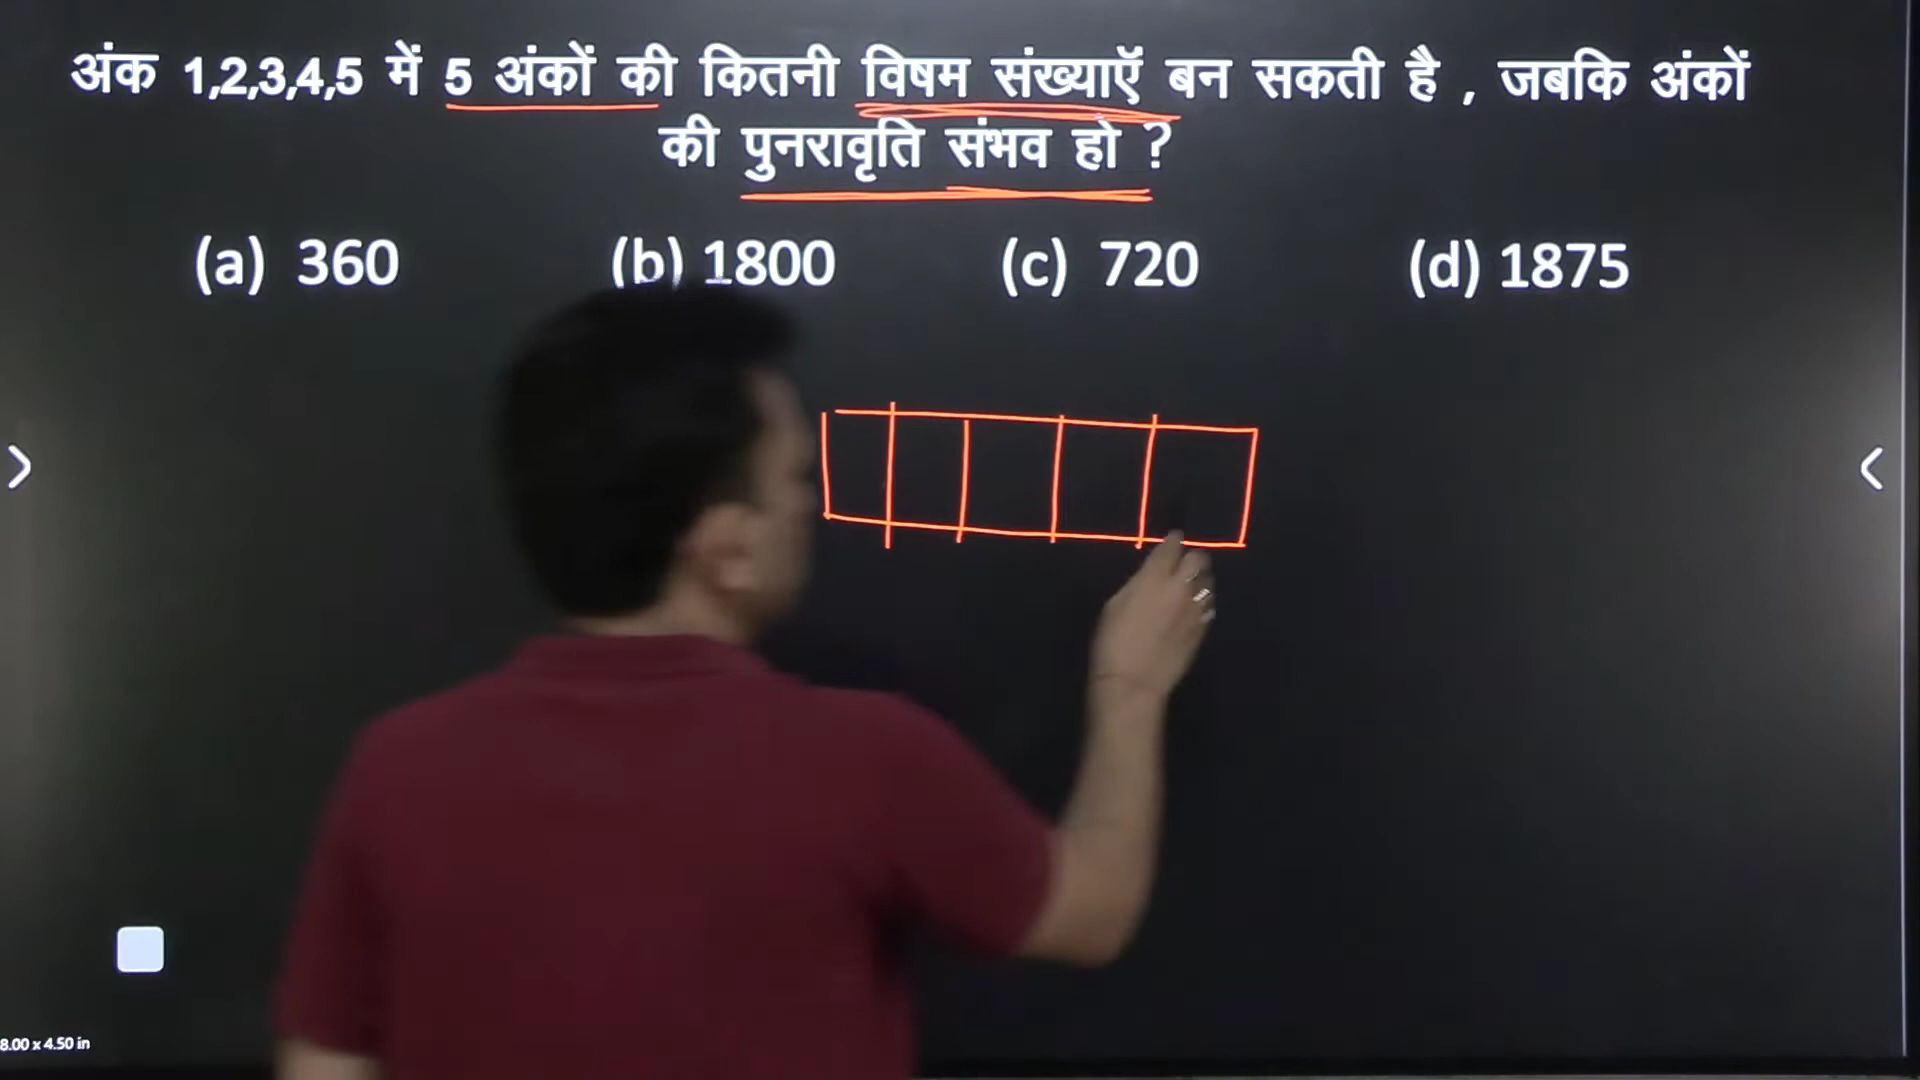 अंक 1,2,3,4,5 में 5 अंकों की कितनी विषम संख्याऍ बन सकती है , जबकि अंकों
की पुनरावृति संभव हो ?
(a) 360 (b) 1800 (c) 720 (d) 1875
8.00 x 4.50 in